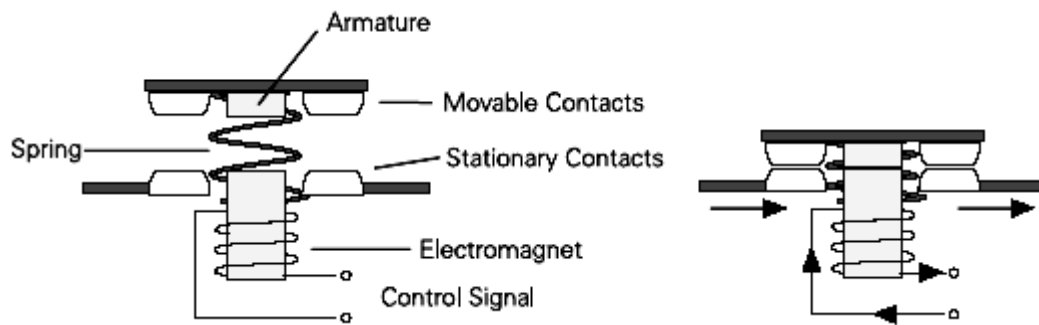 Armature
Movable Contacts
Spring
Stationary Contacts
Electromagnet
Control Signal